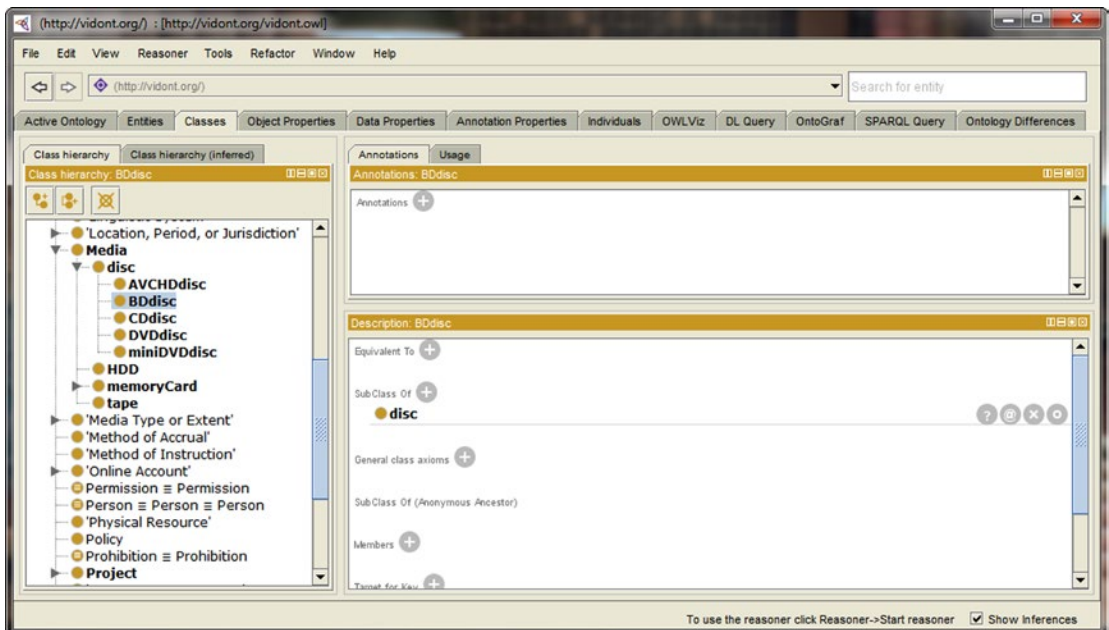 (http://vidont.org/) : [http://vidont.org/vidont.owl]
File Edit View Reasoner Tools Refactor Window Help
(http://vidont.org/) Search for entity
Active Ontology Entities Classes Object Properties Data Properties Annotation Properties Individuals OWLViz DL Query OntoGraf SPARQL Query Ontology Differences
Class hierarchy Class hierarchy (inferred)
Class hierarchy: BDdisc
'Location, Period, or Jurisdiction'
Media
disc
AVCHDdisc
BDdisc
CDdisc
DVDdisc
miniDVDdisc
HDD
memoryCard
tape
'Media Type or Extent'
'Method of Accrual'
'Method of Instruction'
'Online Account'
Permission ≡ Permission
Person ≡ Person ≡ Person
'Physical Resource'
Policy
Prohibition ≡ Prohibition
Project
Annotations Usage
Annotations: BDdisc
Annotations
Description: BDdisc
Equivalent To
SubClass Of
disc
General class axioms
SubClass Of (Anonymous Ancestor)
Members
Target for Key
To use the reasoner click Reasoner->Start reasoner Show Inferences